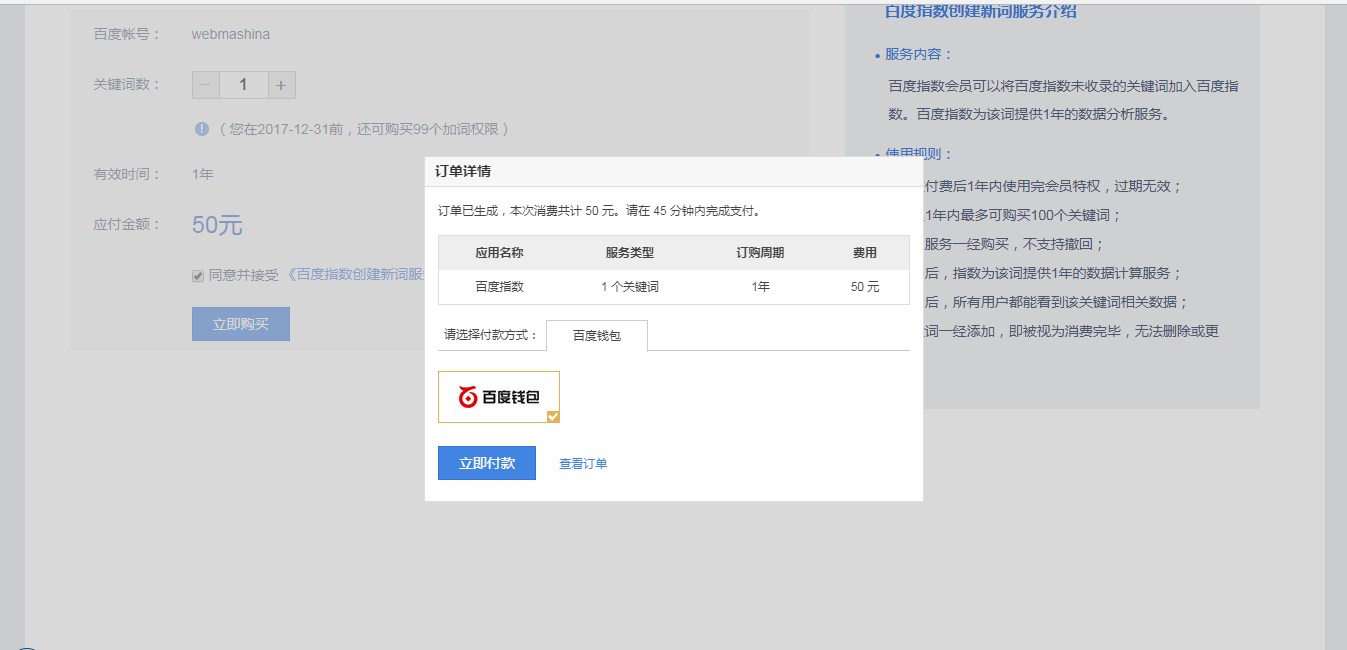 百度指数创建新词服务介绍
百度帐号： webmashina
关键词数： － 1 +
（ 您在2017-12-31前，还可购买99个加词权限 ）
有效时间： 1年
应付金额： 50元
同意并接受 《百度指数创建新词服
立即购买
服务内容：
百度指数会员可以将百度指数未收录的关键词加入百度指
数。百度指数为该词提供1年的数据分析服务。
使用规则：
付费后1年内使用完会员特权，过期无效；
1年内最多可购买100个关键词；
服务一经购买，不支持撤回；
后，指数为该词提供1年的数据计算服务；
后，所有用户都能看到该关键词相关数据；
词一经添加，即被视为消费完毕，无法删除或更
订单详情
订单已生成，本次消费共计 50 元。请在 45 分钟内完成支付。
应用名称 服务类型 订购周期 费用
百度指数 1 个关键词 1年 50 元
请选择付款方式： 百度钱包
百度钱包
立即付款 查看订单